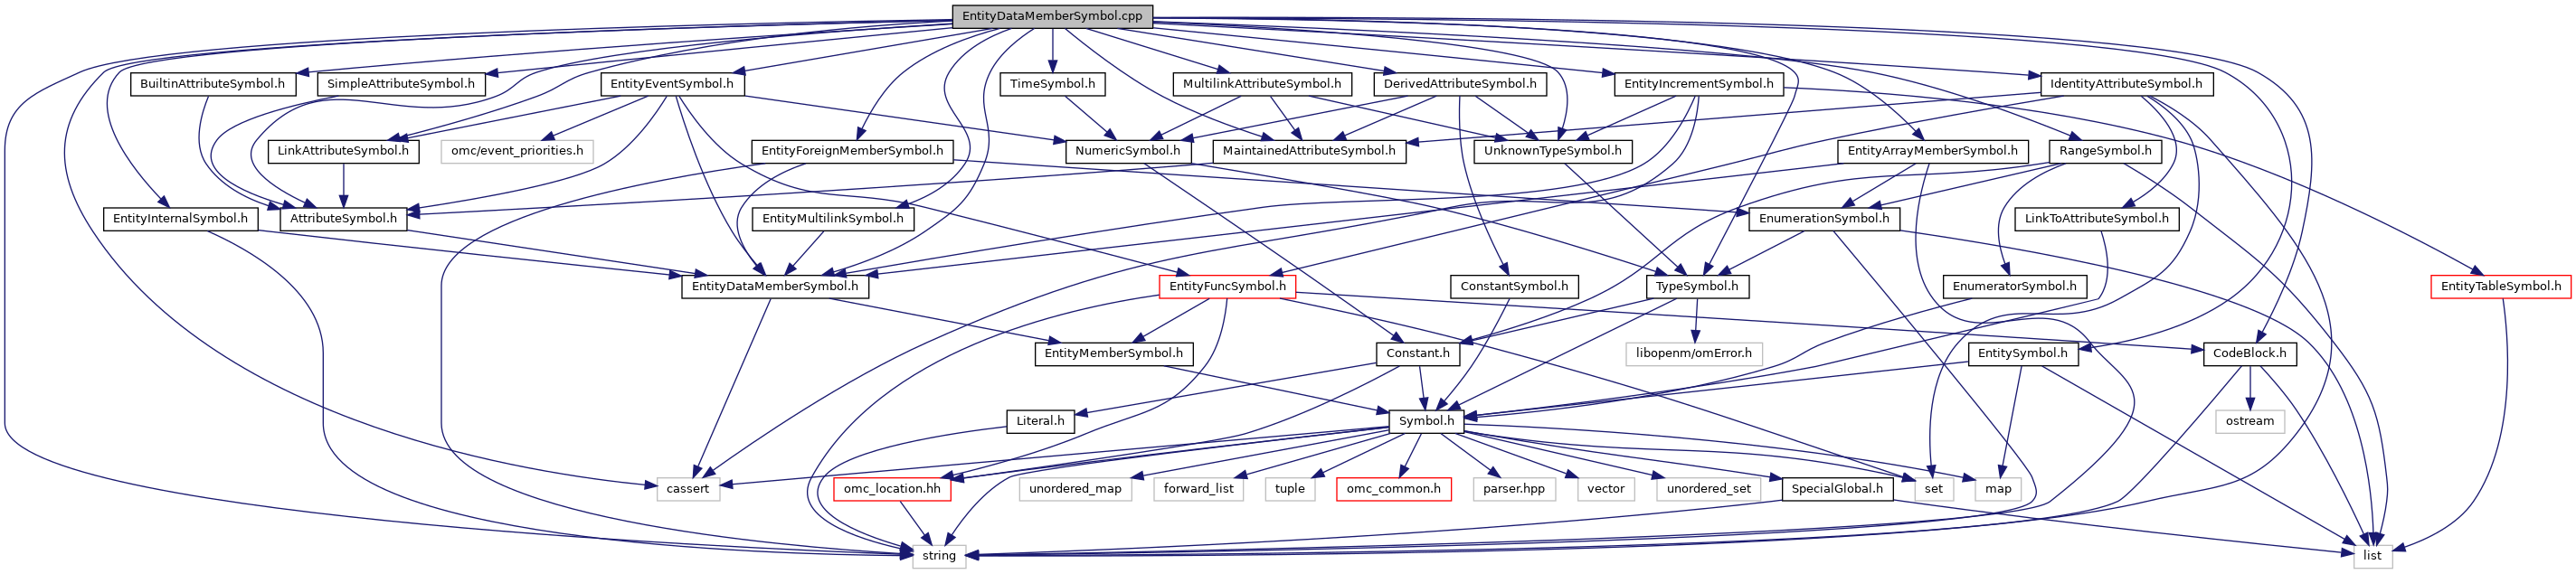 EntityDataMemberSymbol.cpp
BuiltinAttributeSymbol.h
SimpleAttributeSymbol.h
EntityEventSymbol.h
TimeSymbol.h
MultilinkAttributeSymbol.h
DerivedAttributeSymbol.h
EntityIncrementSymbol.h
IdentityAttributeSymbol.h
LinkAttributeSymbol.h
omc/event_priorities.h
EntityForeignMemberSymbol.h
NumericSymbol.h
MaintainedAttributeSymbol.h
UnknownTypeSymbol.h
EntityArrayMemberSymbol.h
RangeSymbol.h
EntityInternalSymbol.h
AttributeSymbol.h
EntityMultilinkSymbol.h
EnumerationSymbol.h
LinkToAttributeSymbol.h
EntityDataMemberSymbol.h
EntityFuncSymbol.h
ConstantSymbol.h
TypeSymbol.h
EnumeratorSymbol.h
EntityTableSymbol.h
EntityMemberSymbol.h
Constant.h
libopenm/omError.h
EntitySymbol.h
CodeBlock.h
Literal.h
Symbol.h
ostream
cassert
omc_location.hh
unordered_map
forward_list
tuple
omc_common.h
parser.hpp
vector
unordered_set
SpecialGlobal.h
set
map
string
list